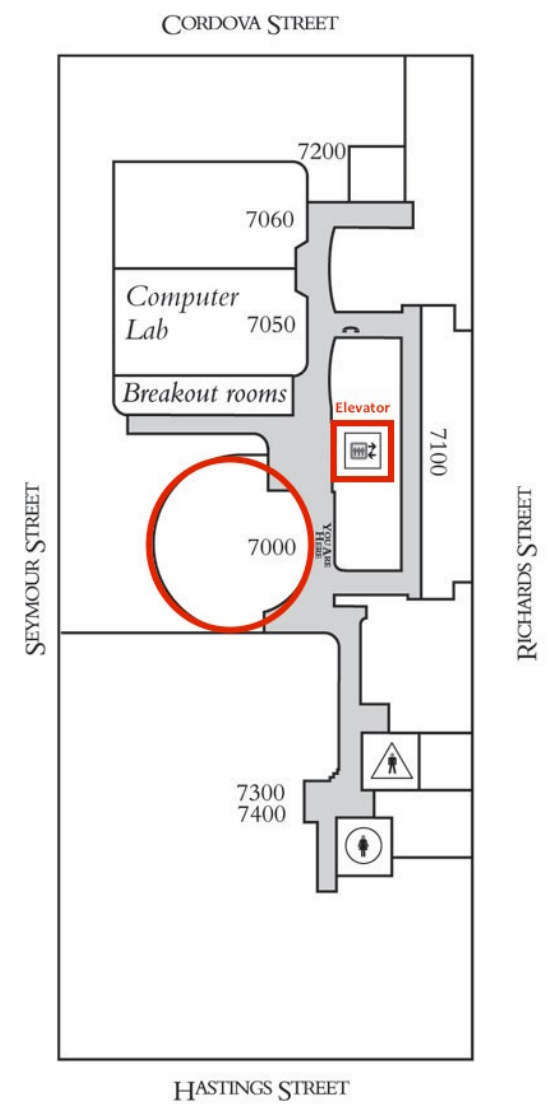 CORDOVA STREET
7200
7060
Computer
Lab
7050
Breakout rooms
Elevator
7100
7000
YOU ARE
HERE
SEYMOUR STREET
RICHARDS STREET
7300
7400
HASTINGS STREET